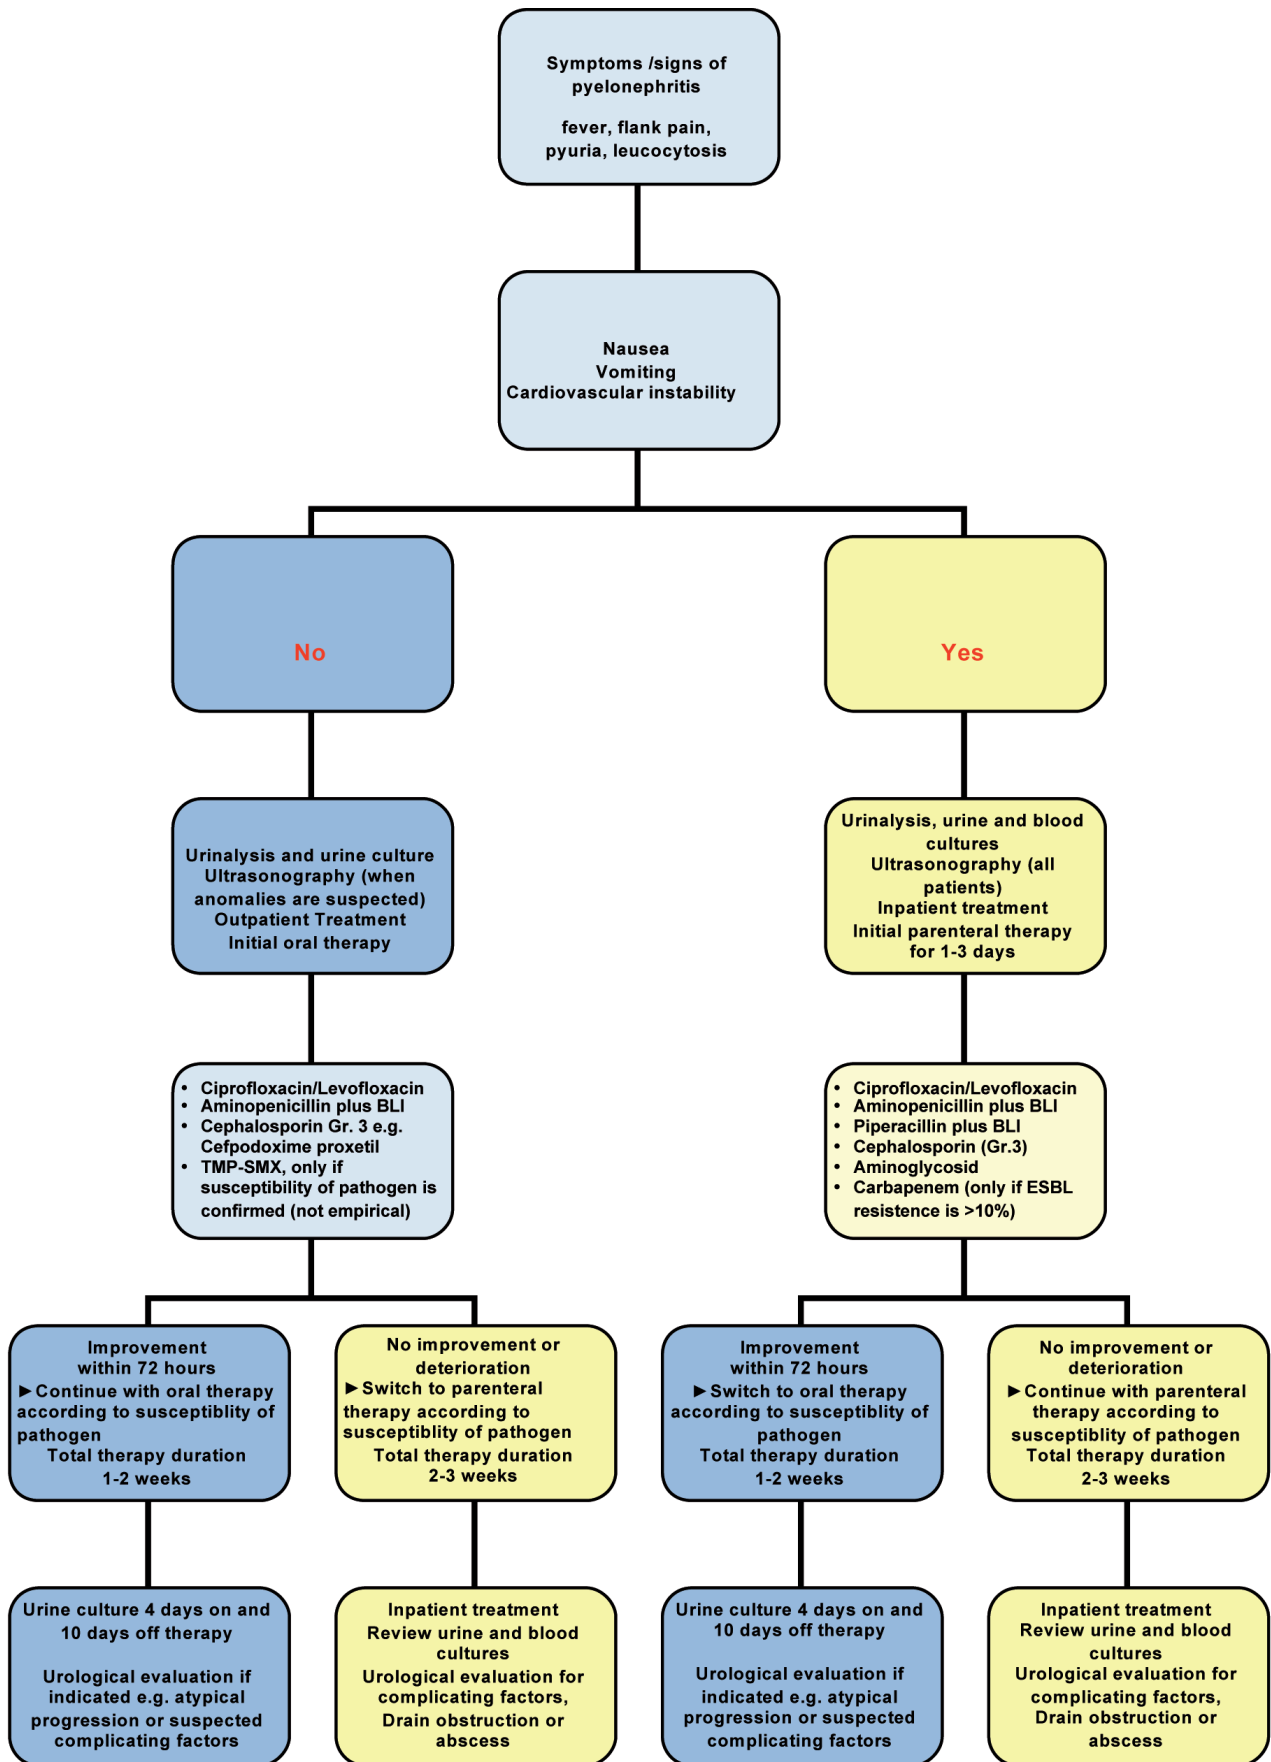 Symptoms /signs of
pyelonephritis
fever, flank pain,
pyuria, leucocytosis
Nausea
Vomiting
Cardiovascular instability
No
Yes
Urinalysis and urine culture
Ultrasonography (when
anomalies are suspected)
Outpatient Treatment
Initial oral therapy
Urinalysis, urine and blood
cultures
Ultrasonography (all
patients)
Inpatient treatment
Initial parenteral therapy
for 1-3 days
• Ciprofloxacin/Levofloxacin
• Aminopenicillin plus BLI
• Cephalosporin Gr. 3 e.g.
Cefpodoxime proxetil
• TMP-SMX, only if
susceptibility of pathogen is
confirmed (not empirical)
• Ciprofloxacin/Levofloxacin
• Aminopenicillin plus BLI
• Piperacillin plus BLI
• Cephalosporin (Gr.3)
• Aminoglycosid
• Carbapenem (only if ESBL
resistence is >10%)
Improvement
within 72 hours
►Continue with oral therapy
according to susceptiblity of
pathogen
Total therapy duration
1-2 weeks
No improvement or
deterioration
►Switch to parenteral
therapy according to
susceptiblity of pathogen
Total therapy duration
2-3 weeks
Improvement
within 72 hours
►Switch to oral therapy
according to susceptiblity of
pathogen
Total therapy duration
1-2 weeks
No improvement or
deterioration
►Continue with parenteral
therapy according to
susceptiblity of pathogen
Total therapy duration
2-3 weeks
Urine culture 4 days on and
10 days off therapy
Urological evaluation if
indicated e.g. atypical
progression or suspected
complicating factors
Inpatient treatment
Review urine and blood
cultures
Urological evaluation for
complicating factors,
Drain obstruction or
abscess
Urine culture 4 days on and
10 days off therapy
Urological evaluation if
indicated e.g. atypical
progression or suspected
complicating factors
Inpatient treatment
Review urine and blood
cultures
Urological evaluation for
complicating factors,
Drain obstruction or
abscess